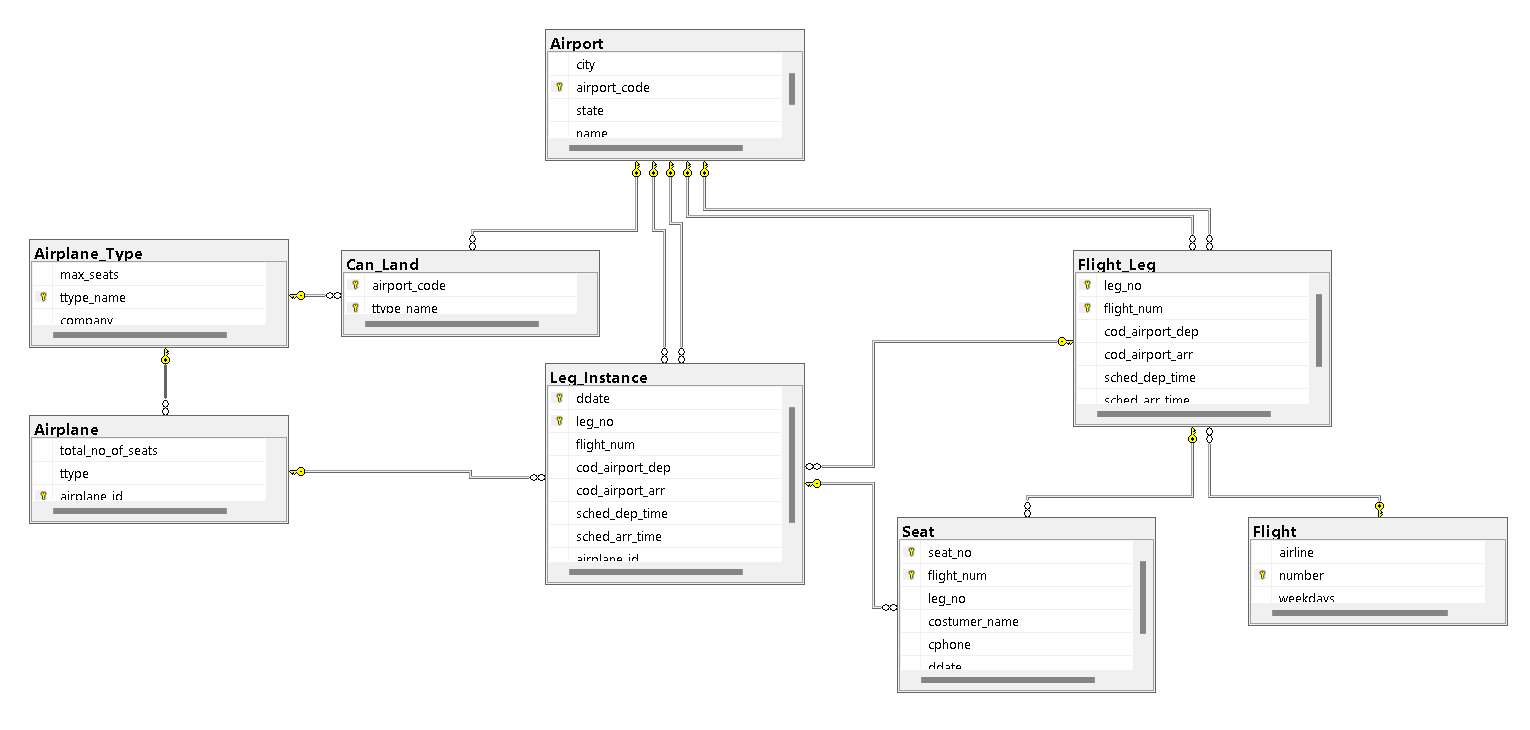 Airport
city
airport_code
state
name
Airplane_Type
max_seats
ttype_name
company
Can_Land
airport_code
ttype_name
Flight_Leg
leg_no
flight_num
cod_airport_dep
cod_airport_arr
sched_dep_time
sched_arr_time
Leg_Instance
ddate
leg_no
flight_num
cod_airport_dep
cod_airport_arr
sched_dep_time
sched_arr_time
airplane_id
Airplane
total_no_of_seats
ttype
airplane_id
Seat
seat_no
flight_num
leg_no
costumer_name
cphone
ddate
Flight
airline
number
weekdays